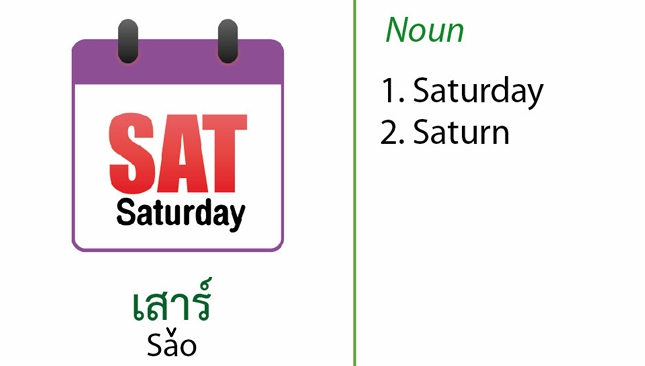 SAT
Saturday
เสาร์
Sǎo
Noun
1. Saturday
2. Saturn